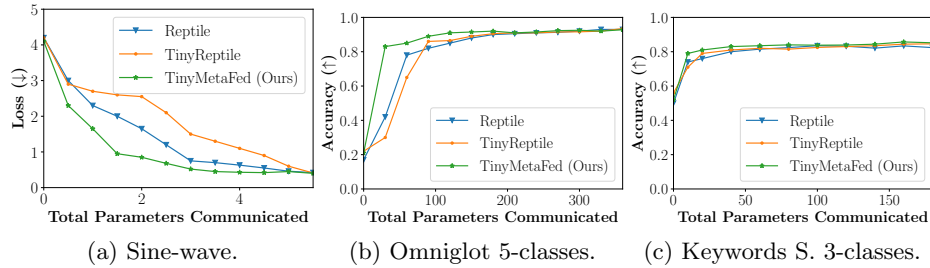 5
4
3
2
1
0
Loss (↓)
Reptile
TinyReptile
TinyMetaFed (Ours)
0 2 4
Total Parameters Communicated
(a) Sine-wave.
1.0
0.8
0.6
0.4
0.2
0.0
Accuracy (↑)
Reptile
TinyReptile
TinyMetaFed (Ours)
0 100 200 300
Total Parameters Communicated
(b) Omniglot 5-classes.
1.0
0.8
0.6
0.4
0.2
0.0
Accuracy (↑)
Reptile
TinyReptile
TinyMetaFed (Ours)
0 50 100 150
Total Parameters Communicated
(c) Keywords S. 3-classes.